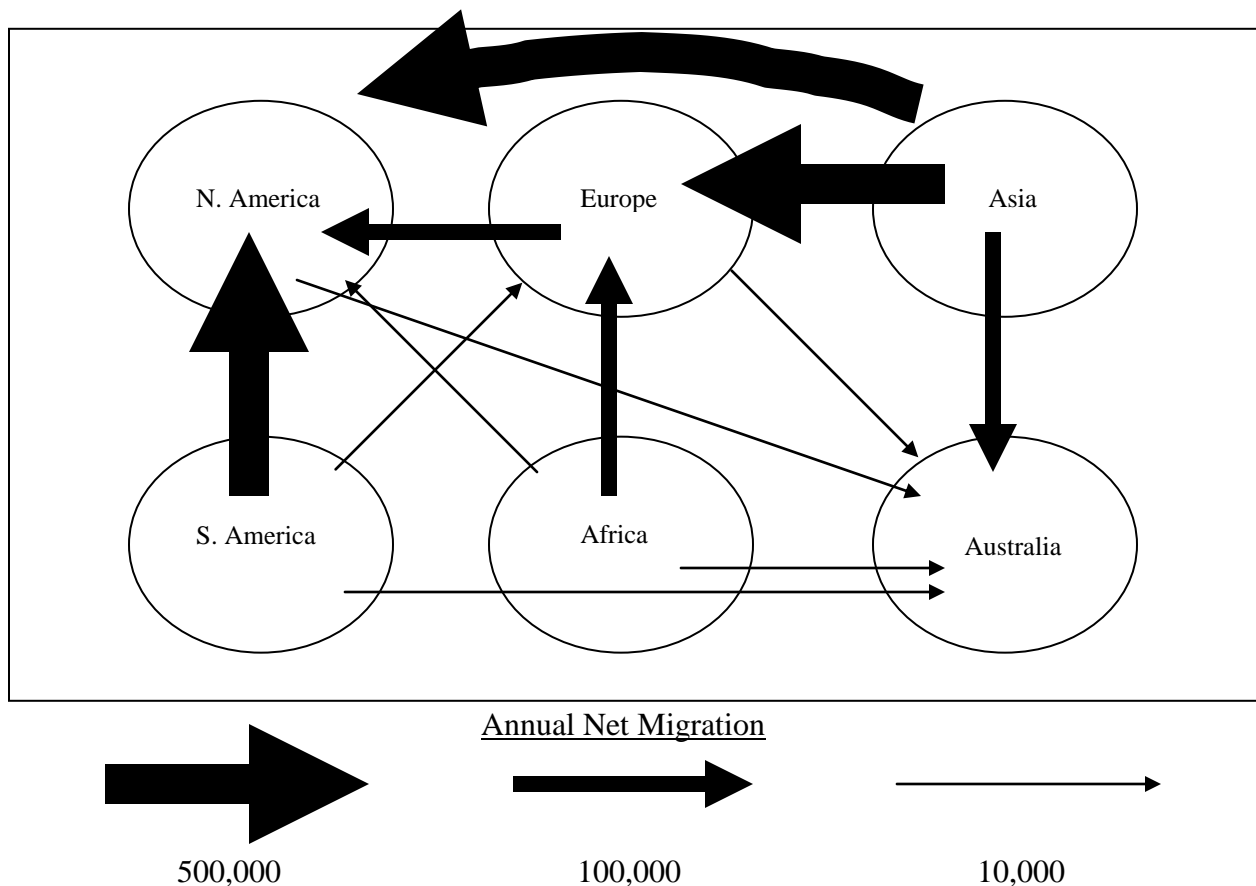 N. America
Europe
Asia
S. America
Africa
Australia
Annual Net Migration
500,000
100,000
10,000